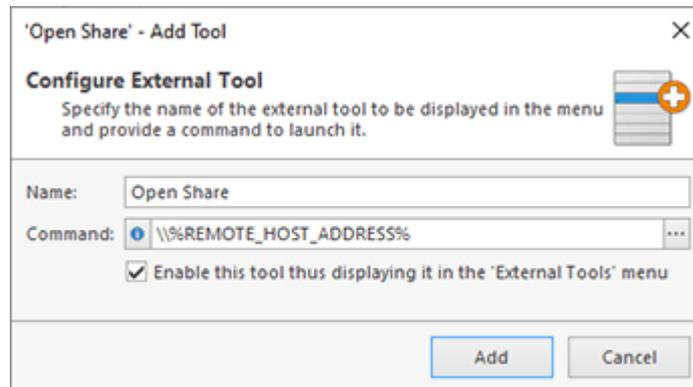 'Open Share' - Add Tool
Configure External Tool
Specify the name of the external tool to be displayed in the menu
and provide a command to launch it.
Name: Open Share
Command: \\%REMOTE_HOST_ADDRESS% ...
Enable this tool thus displaying it in the 'External Tools' menu
Add Cancel